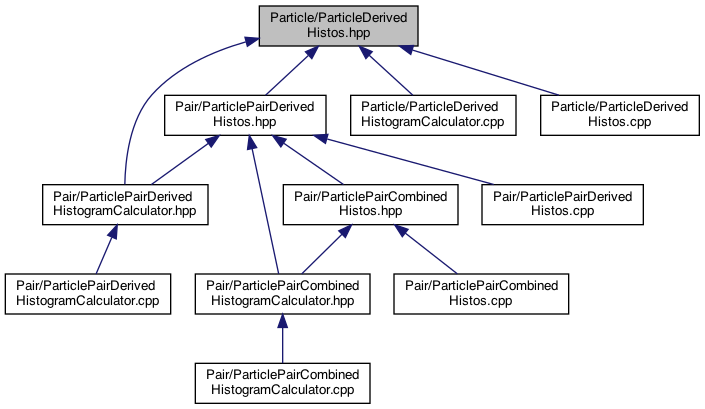 Particle/ParticleDerived
Histos.hpp
Pair/ParticlePairDerived
Histos.hpp
Particle/ParticleDerived
HistogramCalculator.cpp
Particle/ParticleDerived
Histos.cpp
Pair/ParticlePairDerived
HistogramCalculator.hpp
Pair/ParticlePairCombined
Histos.hpp
Pair/ParticlePairDerived
Histos.cpp
Pair/ParticlePairDerived
HistogramCalculator.cpp
Pair/ParticlePairCombined
HistogramCalculator.hpp
Pair/ParticlePairCombined
Histos.cpp
Pair/ParticlePairCombined
HistogramCalculator.cpp